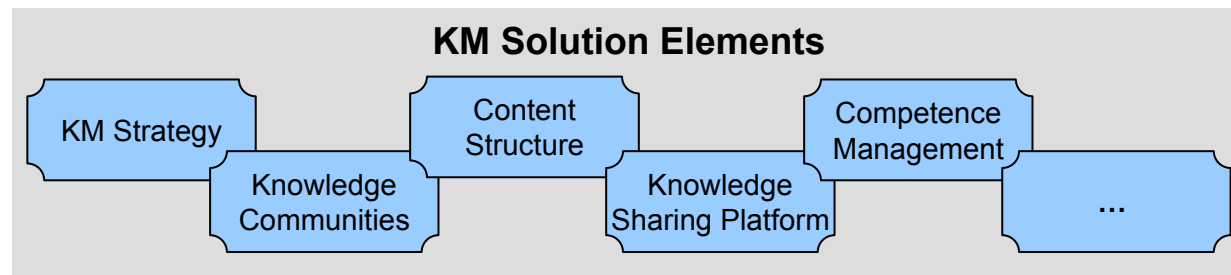 KM Solution Elements
KM Strategy
Knowledge
Communities
Content
Structure
Knowledge
Sharing Platform
Competence
Management
...